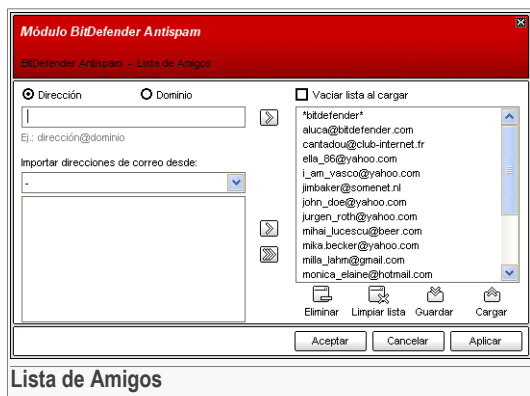 Módulo BitDefender Antispam
BitDefender Antispam - Lista de Amigos
Dirección
Dominio
Ej.: dirección@dominio
Importar direcciones de correo desde:
-
Vaciar lista al cargar
*bitdefender*
aluca@bitdefender.com
cantadou@club-internet.fr
ella_86@yahoo.com
i_am_vasco@yahoo.com
jimbaker@somenet.nl
john_doe@yahoo.com
jurgen_roth@yahoo.com
mihai_lucescu@beer.com
mika.becker@yahoo.com
milla_lahm@gmail.com
monica_elaine@hotmail.com
Eliminar Limpiar lista Guardar Cargar
Aceptar Cancelar Aplicar
Lista de Amigos